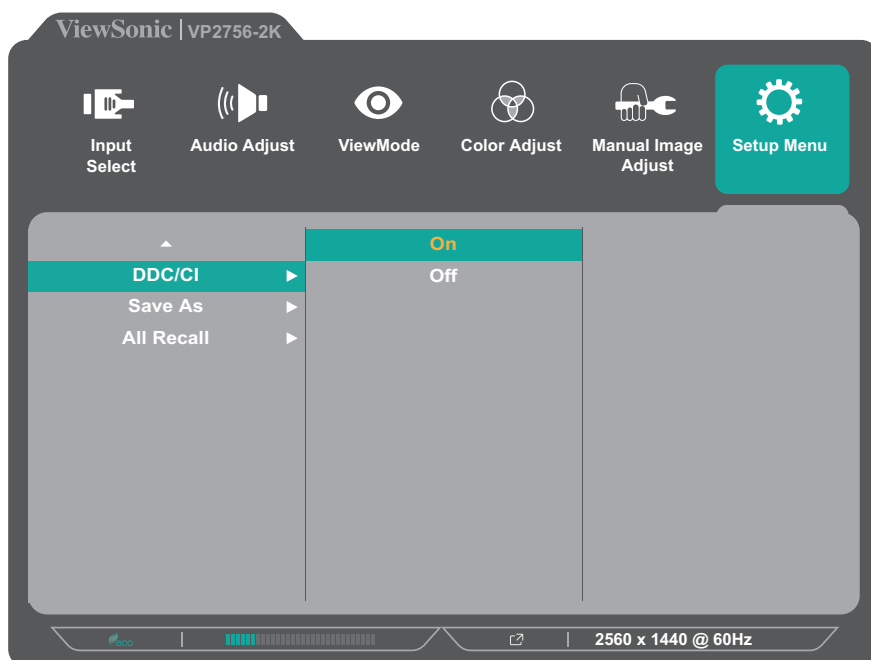 ViewSonic | VP2756-2K
Input Select
Audio Adjust
ViewMode
Color Adjust
Manual Image Adjust
Setup Menu
On
DDC/CI
Off
Save As
All Recall
eco
2560 x 1440 @ 60Hz